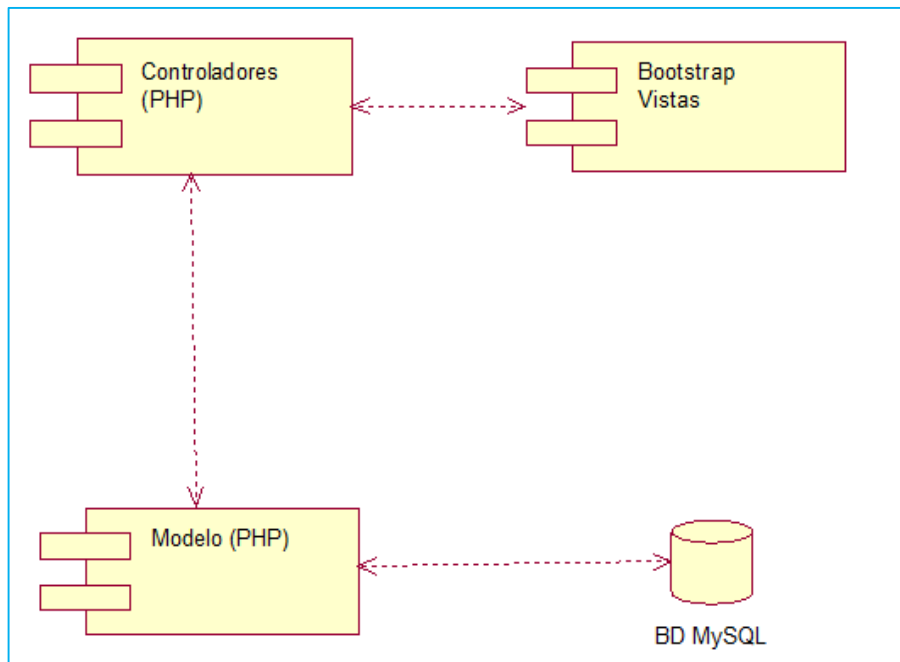 Controladores
(PHP)
Bootstrap
Vistas
Modelo (PHP)
BD MySQL